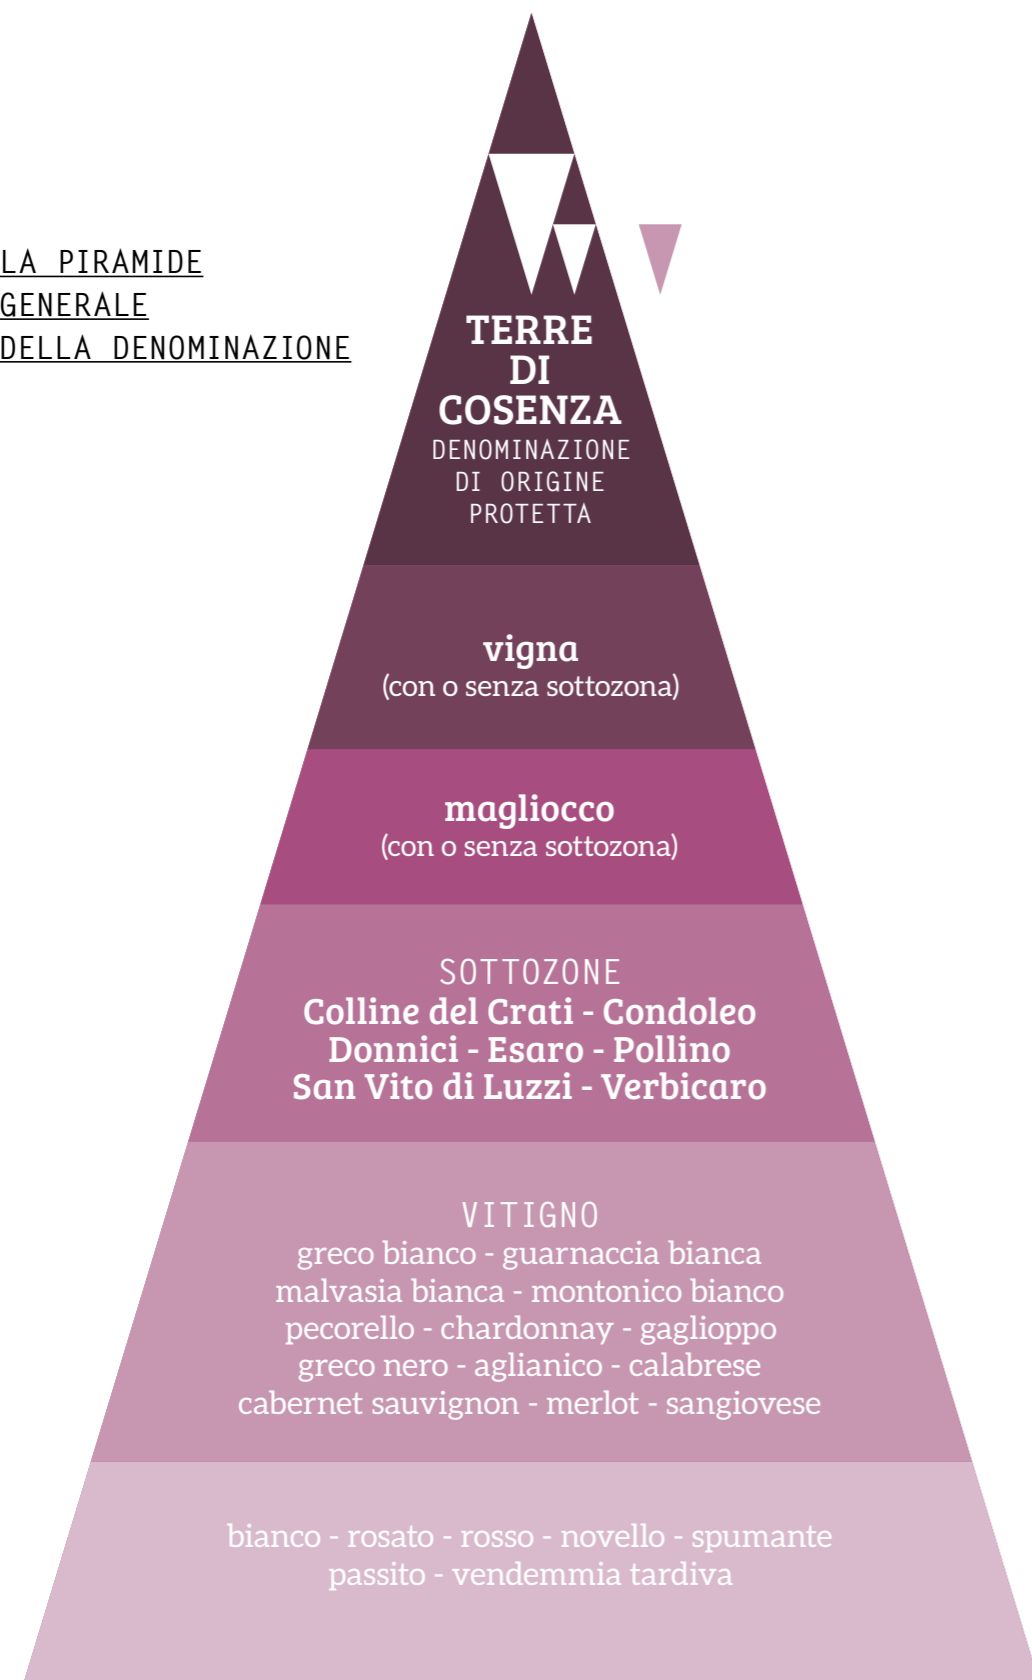 LA PIRAMIDE
GENERALE
DELLA DENOMINAZIONE
TERRE
DI
COSENZA
DENOMINAZIONE
DI ORIGINE
PROTETTA
vigna
(con o senza sottozona)
magliocco
(con o senza sottozona)
SOTTOZONE
Colline del Crati - Condoleo
Donnici - Esaro - Pollino
San Vito di Luzzi - Verbicaro
VITIGNO
greco bianco - guarnaccia bianca
malvasia bianca - montonico bianco
pecorello - chardonnay - gaglioppo
greco nero - aglianico - calabrese
cabernet sauvignon - merlot - sangiovese
bianco - rosato - rosso - novello - spumante
passito - vendemmia tardiva